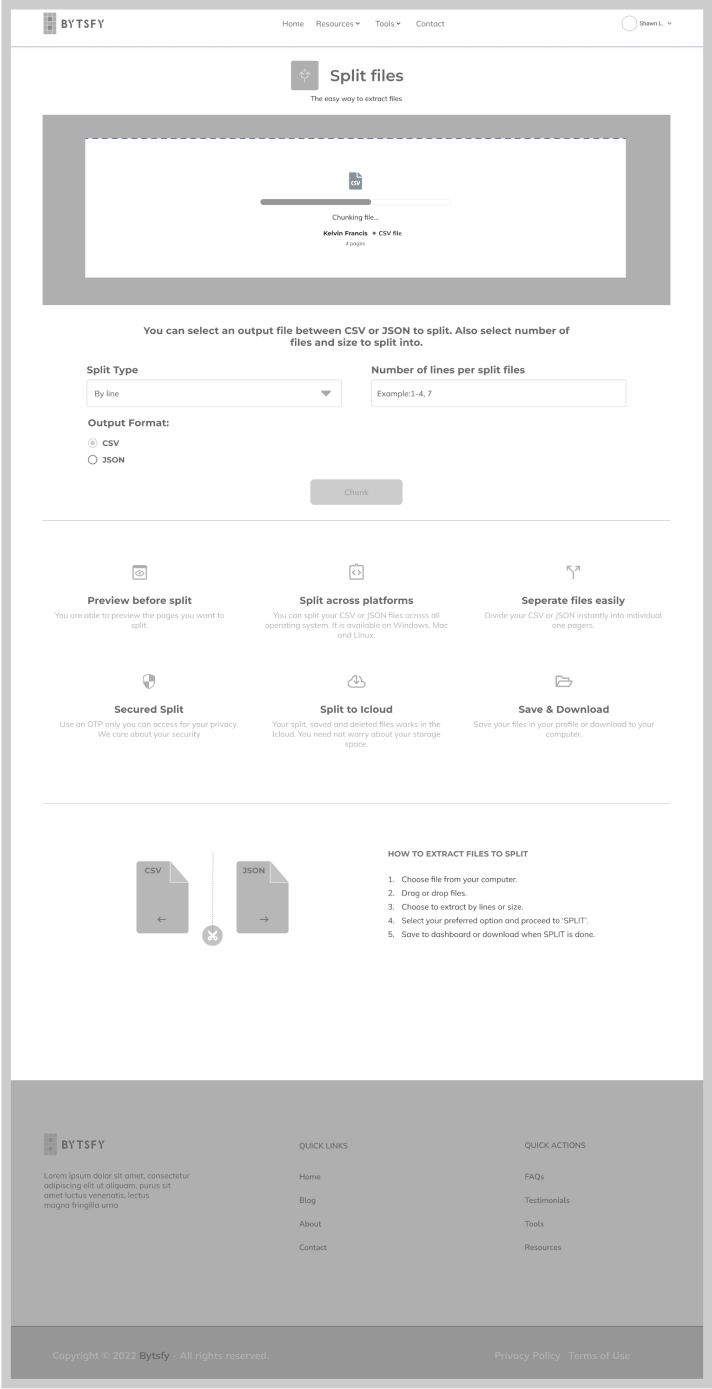 BYTSFY
Home Resources Tools Contact
Shawn L.
Split files
The easy way to extract files
CSV
Chunking file...
Kelvin Francis • CSV file
4 pages
You can select an output file between CSV or JSON to split. Also select number of
files and size to split into.
Split Type
Number of lines per split files
By line
Example:1-4, 7
Output Format:
CSV
JSON
Chunk
Preview before split
You are able to preview the pages you want to
split.
Split across platforms
You can split your CSV or JSON files across all
operating system. It is available on Windows, Mac
and Linux.
Seperate files easily
Divide your CSV or JSON instantly into individual
one pagers.
Secured Split
Use an OTP only you can access for your privacy.
We care about your security
Split to Icloud
Your split, saved and deleted files works in the
Icloud. You need not worry about your storage
space.
Save & Download
Save your files in your profile or download to your
computer.
CSV
JSON
HOW TO EXTRACT FILES TO SPLIT
1. Choose file from your computer.
2. Drag or drop files.
3. Choose to extract by lines or size.
4. Select your preferred option and proceed to ‘SPLIT’.
5. Save to dashboard or download when SPLIT is done.
BYTSFY
Lorem ipsum dolor sit amet, consectetur
adipiscing elit ut aliquam, purus sit
amet luctus venenatis, lectus
magna fringilla urna
QUICK LINKS
Home
Blog
About
Contact
QUICK ACTIONS
FAQs
Testimonials
Tools
Resources
Copyright © 2022 Bytsfy - All rights reserved.
Privacy Policy Terms of Use